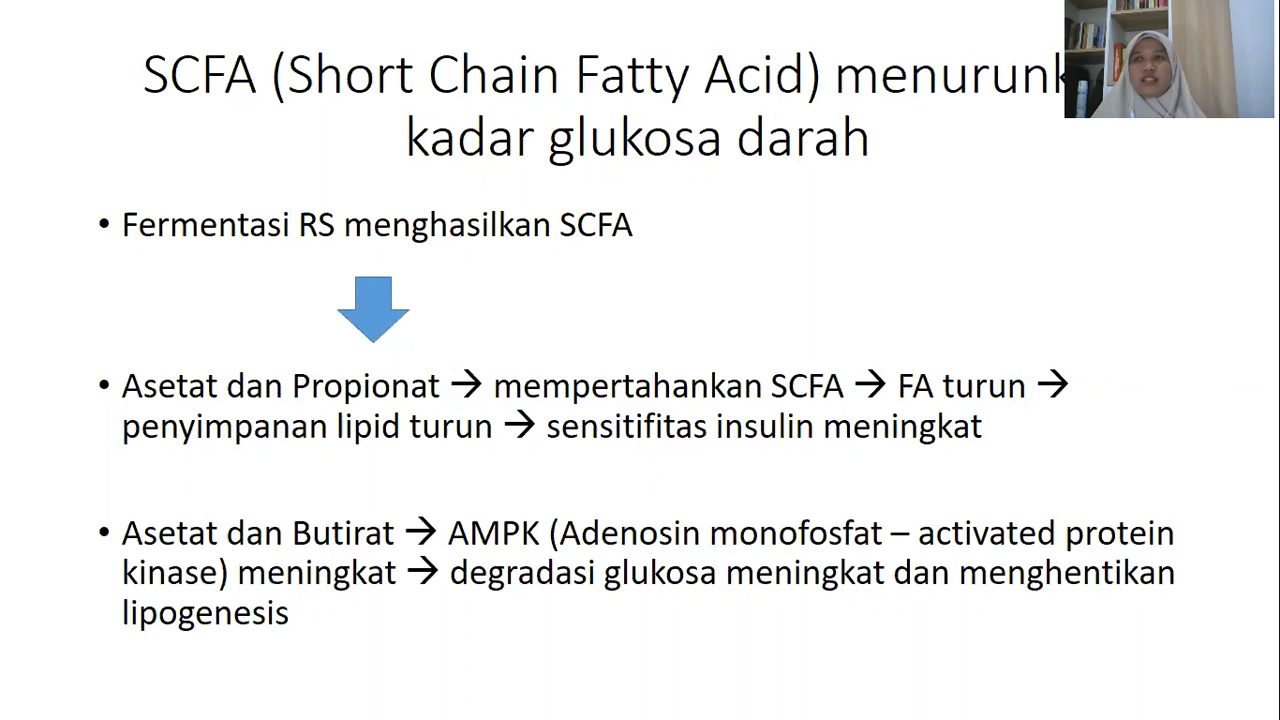 SCFA (Short Chain Fatty Acid) menurunk
kadar glukosa darah
• Fermentasi RS menghasilkan SCFA
• Asetat dan Propionat → mempertahankan SCFA → FA turun →
penyimpanan lipid turun → sensitifitas insulin meningkat
• Asetat dan Butirat → AMPK (Adenosin monofosfat – activated protein
kinase) meningkat → degradasi glukosa meningkat dan menghentikan
lipogenesis